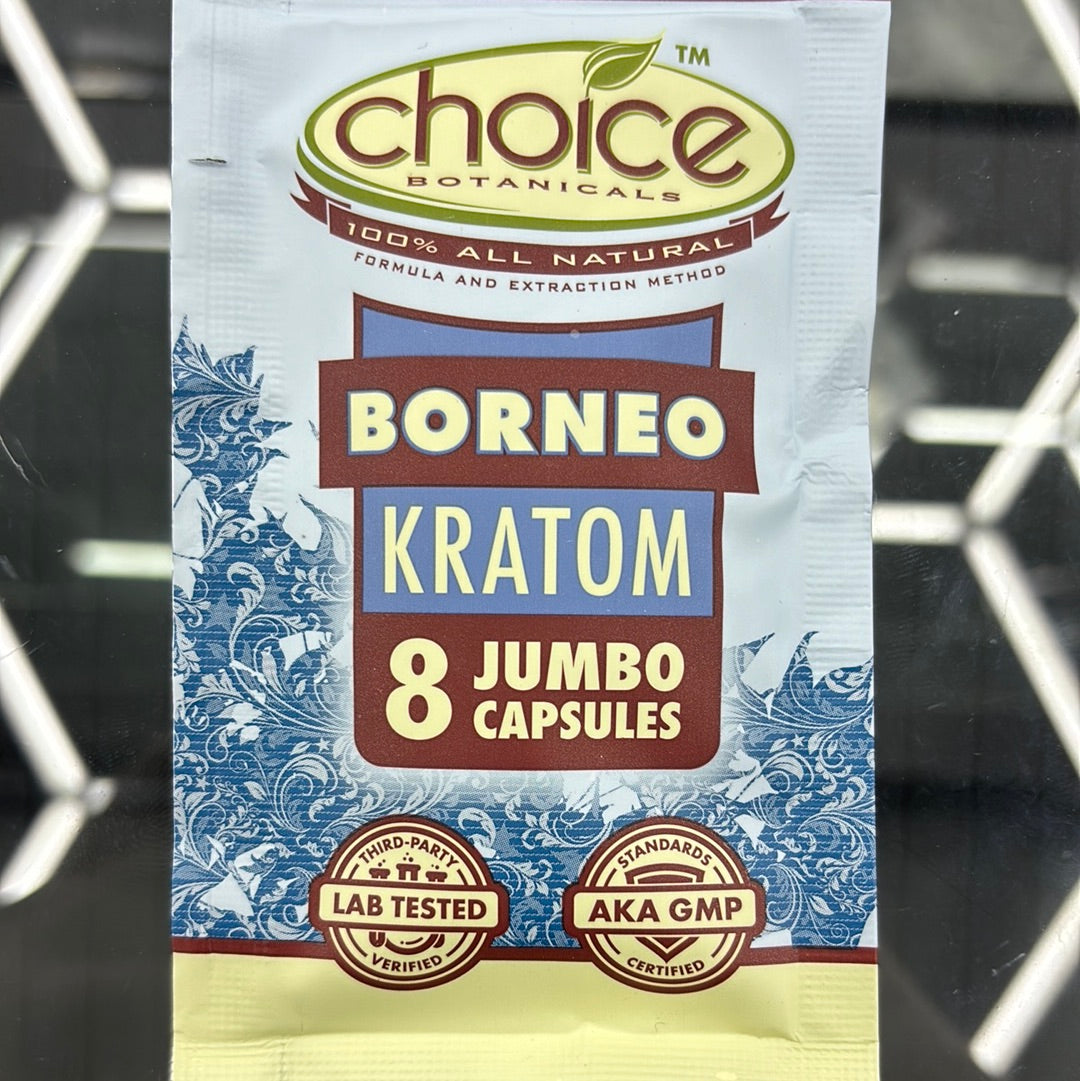 choice
TM
BOTANICALS
100% ALL NATURAL
FORMULA AND EXTRACTION METHOD
BORNEO
KRATOM
8 JUMBO
CAPSULES
THIRD-PARTY
LAB TESTED
VERIFIED
STANDARDS
AKA GMP
CERTIFIED